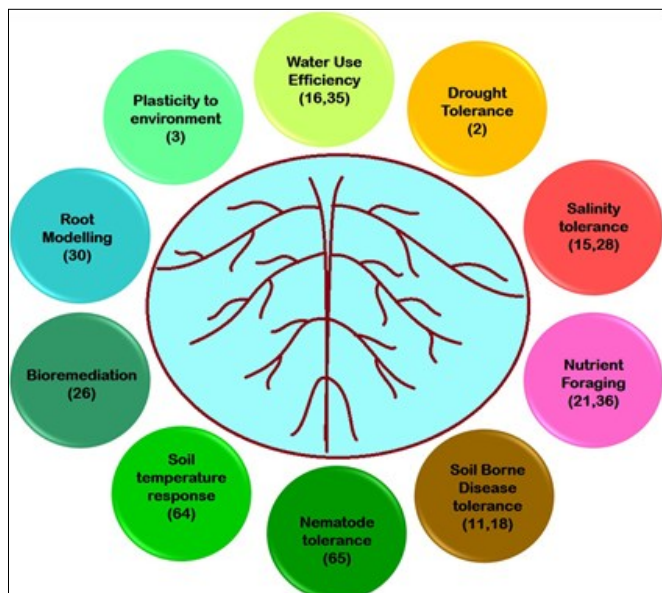 Water Use
Efficiency
(16,35)
Drought
Tolerance
(2)
Salinity
tolerance
(15,28)
Nutrient
Foraging
(21,36)
Soil Borne
Disease
tolerance
(11,18)
Nematode
tolerance
(65)
Soil
temperature
response
(64)
Bioremediation
(26)
Root
Modelling
(30)
Plasticity to
environment
(3)